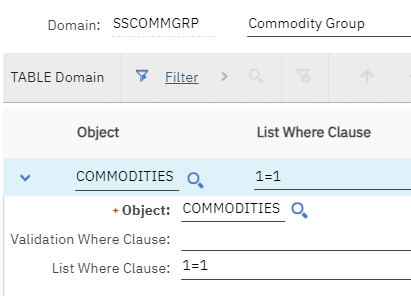 Domain: SSCOMMGRP Commodity Group
TABLE Domain Filter
Object List Where Clause
COMMODITIES 1=1
Object: COMMODITIES
Validation Where Clause:
List Where Clause: 1=1